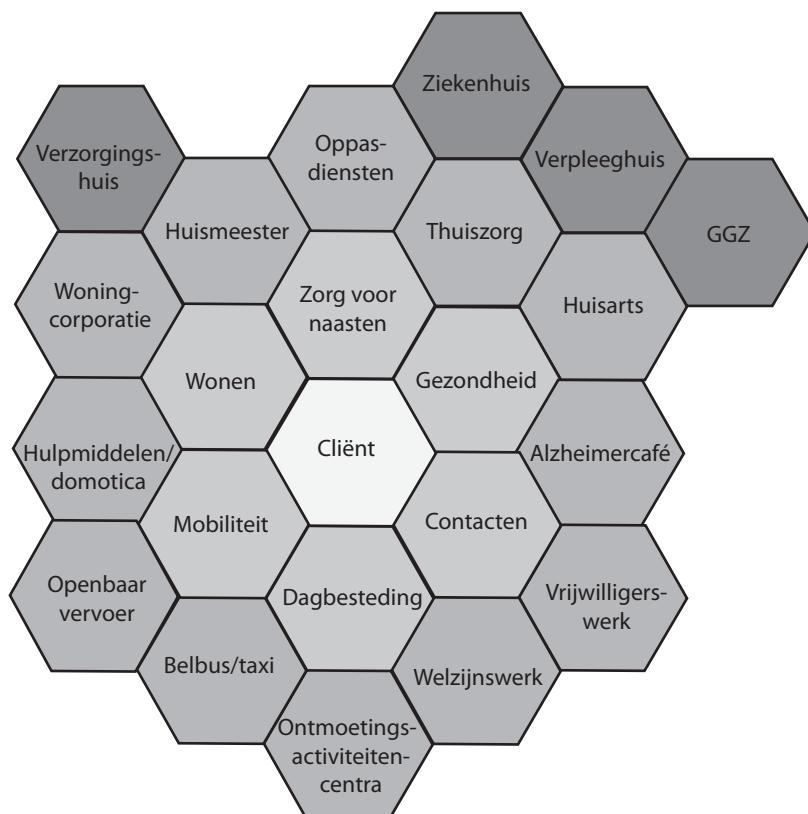 Ziekenhuis
Oppas-
diensten
Verzorgings-
huis
Verpleeghuis
Huismeester
Thuiszorg
GGZ
Woning-
corporatie
Zorg voor
naasten
Huisarts
Wonen
Gezondheid
Cliënt
Hulpmiddelen/
domotica
Alzheimercafé
Mobiliteit
Contacten
Openbaar
vervoer
Dagbesteding
Vrijwilligers-
werk
Belbus/taxi
Welzijnswerk
Ontmoetings-
activiteiten-
centra